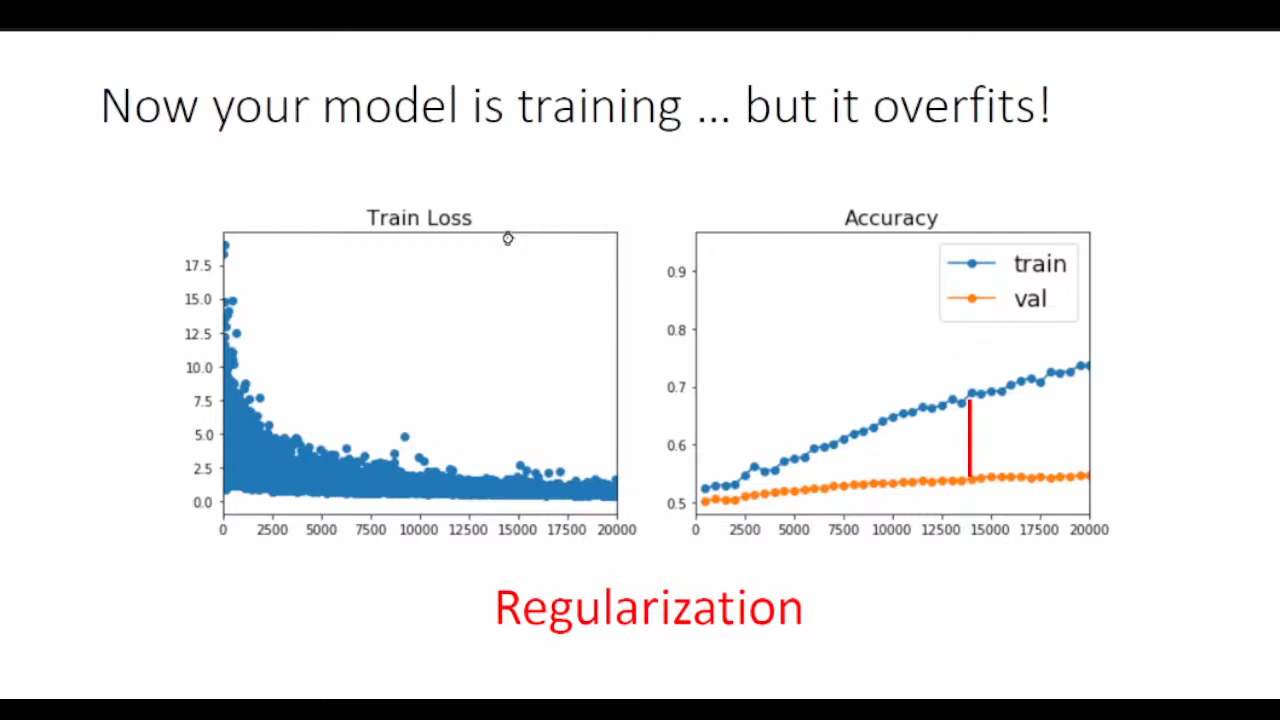 Now your model is training ... but it overfits!
Train Loss
17.5
15.0
12.5
10.0
7.5
5.0
2.5
0.0
0 2500 5000 7500 10000 12500 15000 17500 20000
Accuracy
train
val
0.9
0.8
0.7
0.6
0.5
0 2500 5000 7500 10000 12500 15000 17500 20000
Regularization